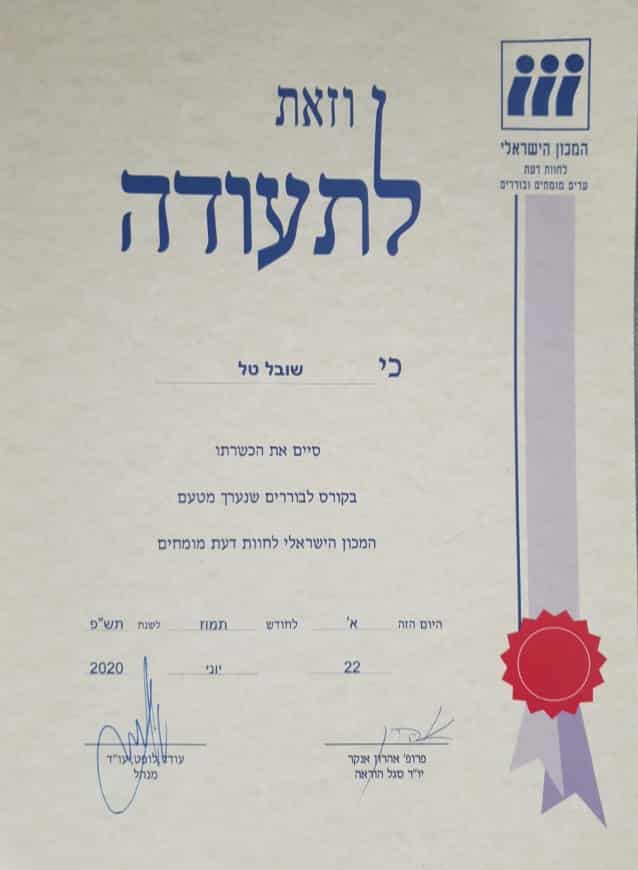 המכון הישראלי
לחוות דעת
עדים מומחים ובוררים
וזאת
לתעודה
כי שובל טל
סיים את הכשרתו
בקורס לבוררים שנערך מטעם
המכון הישראלי לחוות דעת מומחים
היום הזה א' לחודש תמוז לשנת תש"פ
22 יוני 2020
פרופ' אהרון אנקר
יו"ר סגל הוראה
עו"ד
מנהל